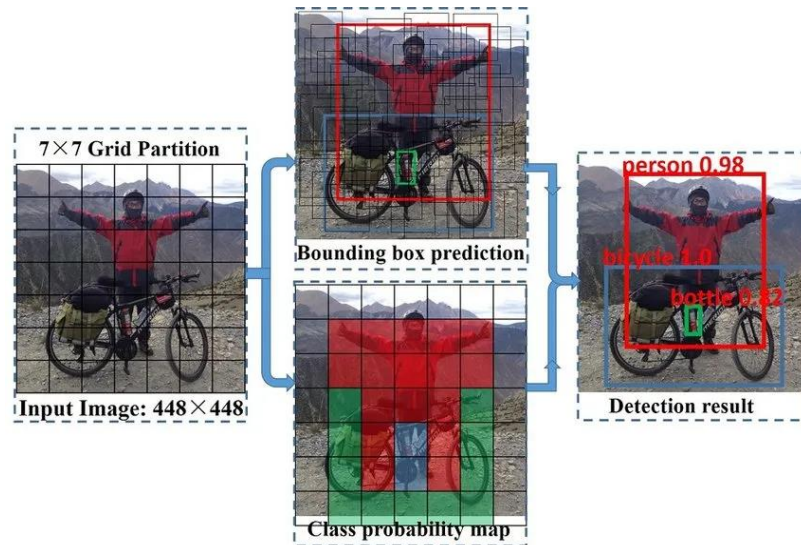 7×7 Grid Partition
Input Image: 448×448
Bounding box prediction
Class probability map
person 0.98
bicycle 1.0
bottle 0.82
Detection result